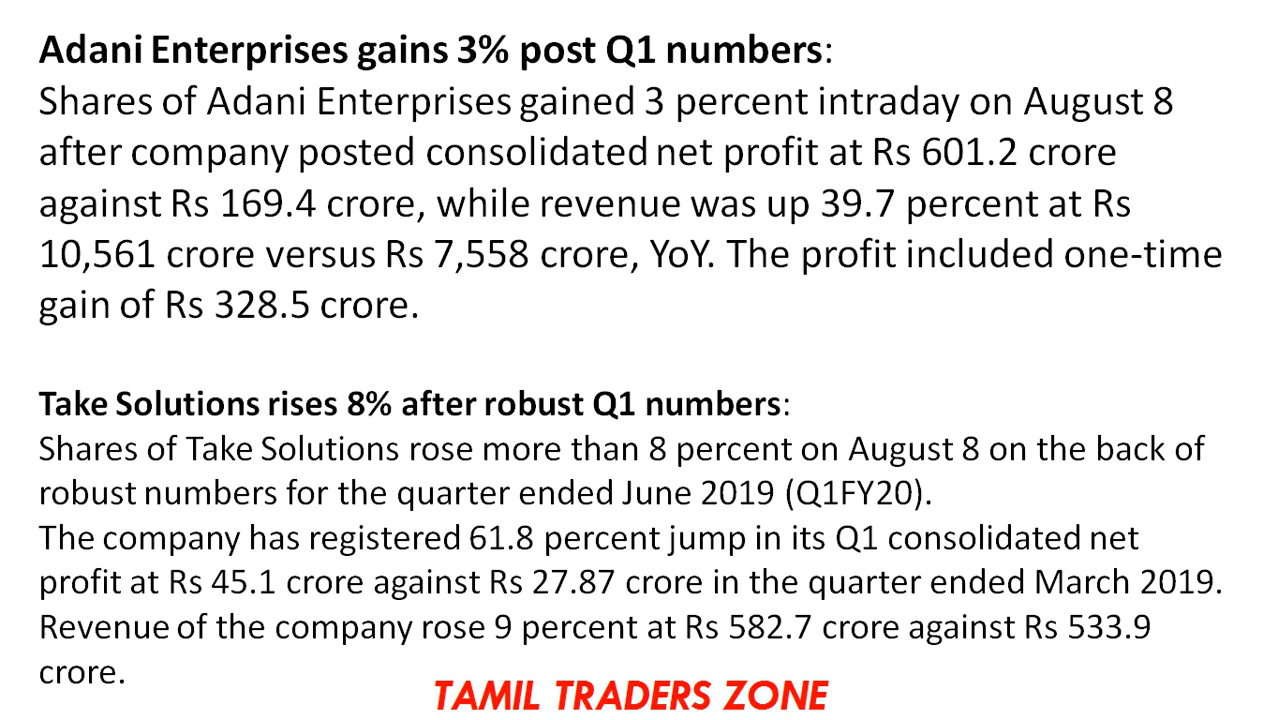 Adani Enterprises gains 3% post Q1 numbers:
Shares of Adani Enterprises gained 3 percent intraday on August 8
after company posted consolidated net profit at Rs 601.2 crore
against Rs 169.4 crore, while revenue was up 39.7 percent at Rs
10,561 crore versus Rs 7,558 crore, YoY. The profit included one-time
gain of Rs 328.5 crore.
Take Solutions rises 8% after robust Q1 numbers:
Shares of Take Solutions rose more than 8 percent on August 8 on the back of
robust numbers for the quarter ended June 2019 (Q1FY20).
The company has registered 61.8 percent jump in its Q1 consolidated net
profit at Rs 45.1 crore against Rs 27.87 crore in the quarter ended March 2019.
Revenue of the company rose 9 percent at Rs 582.7 crore against Rs 533.9
crore.
TAMIL TRADERS ZONE